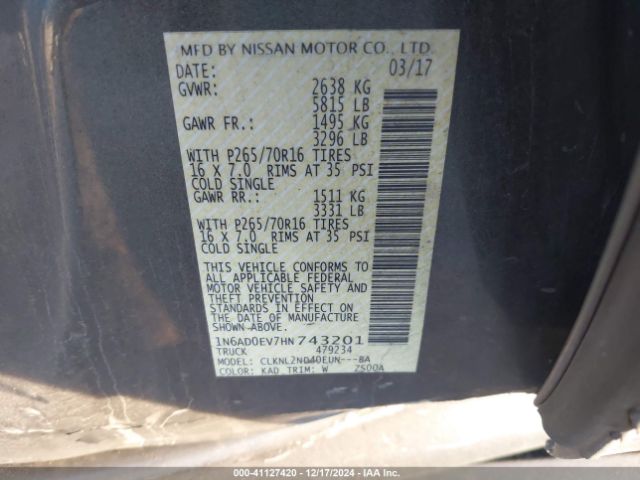 MFD BY NISSAN MOTOR CO., LTD.
DATE: 03/17
GVWR: 2638 KG
5815 LB
GAWR FR.: 1495 KG
3296 LB
WITH P265/70R16 TIRES
16 X 7.0 RIMS AT 35 PSI
COLD SINGLE
GAWR RR.: 1511 KG
3331 LB
WITH P265/70R16 TIRES
16 X 7.0 RIMS AT 35 PSI
COLD SINGLE
THIS VEHICLE CONFORMS TO
ALL APPLICABLE FEDERAL
MOTOR VEHICLE SAFETY AND
THEFT PREVENTION
STANDARDS IN EFFECT ON
THE DATE OF MANUFACTURE
SHOWN ABOVE.
1N6AD0EV7HN743201
TRUCK 479234
MODEL: CLKNL2N040EUN---8A
COLOR: KAD TRIM: W Z500A
000-41127420 - 12/17/2024 - IAA Inc.